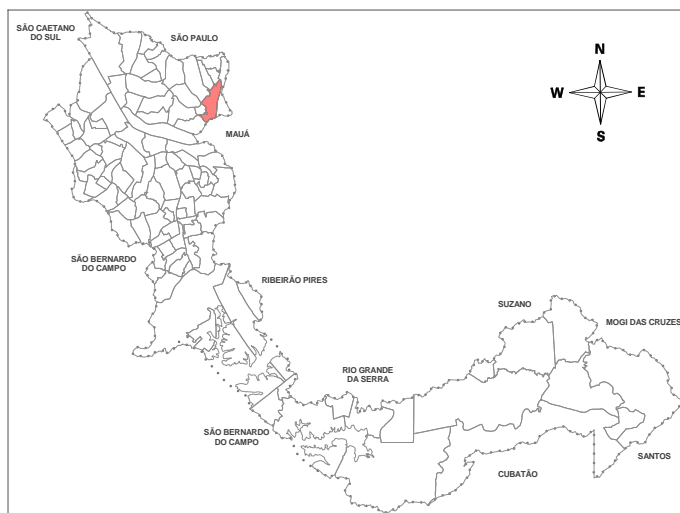 SÃO CAETANO
DO SUL
SÃO PAULO
N
W
E
S
MAUÁ
SÃO BERNARDO
DO CAMPO
RIBEIRÃO PIRES
SUZANO
MOGI DAS CRUZES
RIO GRANDE
DA SERRA
SÃO BERNARDO
DO CAMPO
SANTOS
CUBATÃO